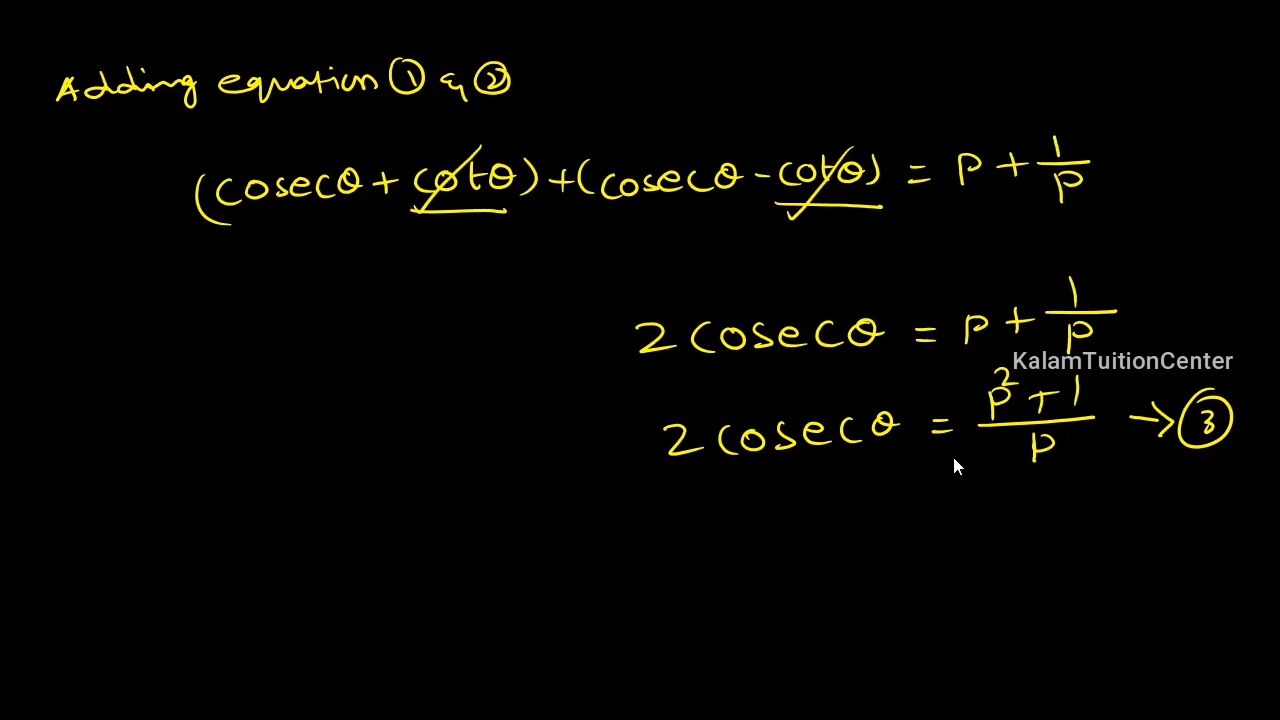 Adding equation ① & ②
(cosecθ + cotθ) + (cosecθ - cotθ) = P + 1/P
2 cosecθ = P + 1/P
KalamTuitionCenter
2 cosecθ = P² + 1 / P → ③